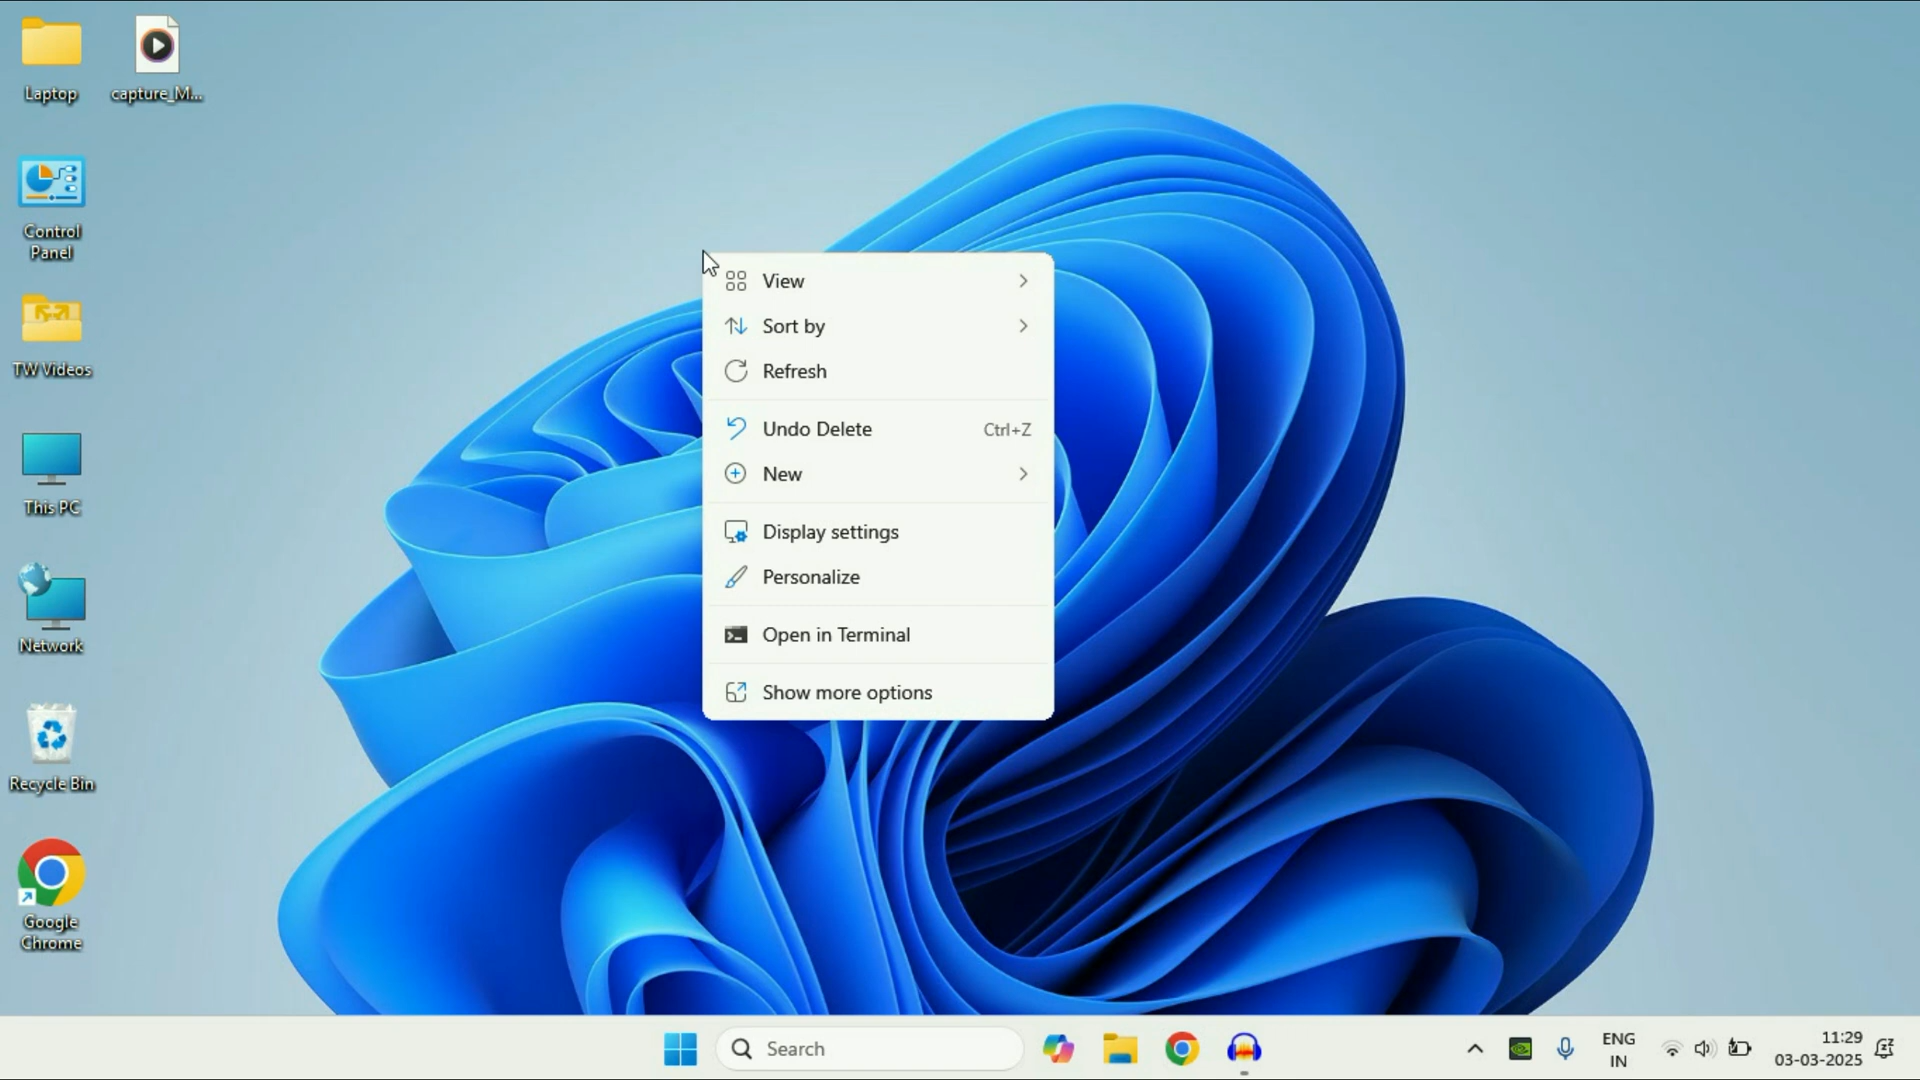 Laptop
capture_M...
Control
Panel
TW Videos
This PC
Network
Recycle Bin
Google
Chrome
View
Sort by
Refresh
Undo Delete Ctrl+Z
New
Display settings
Personalize
Open in Terminal
Show more options
Search
ENG
IN
11:29
03-03-2025